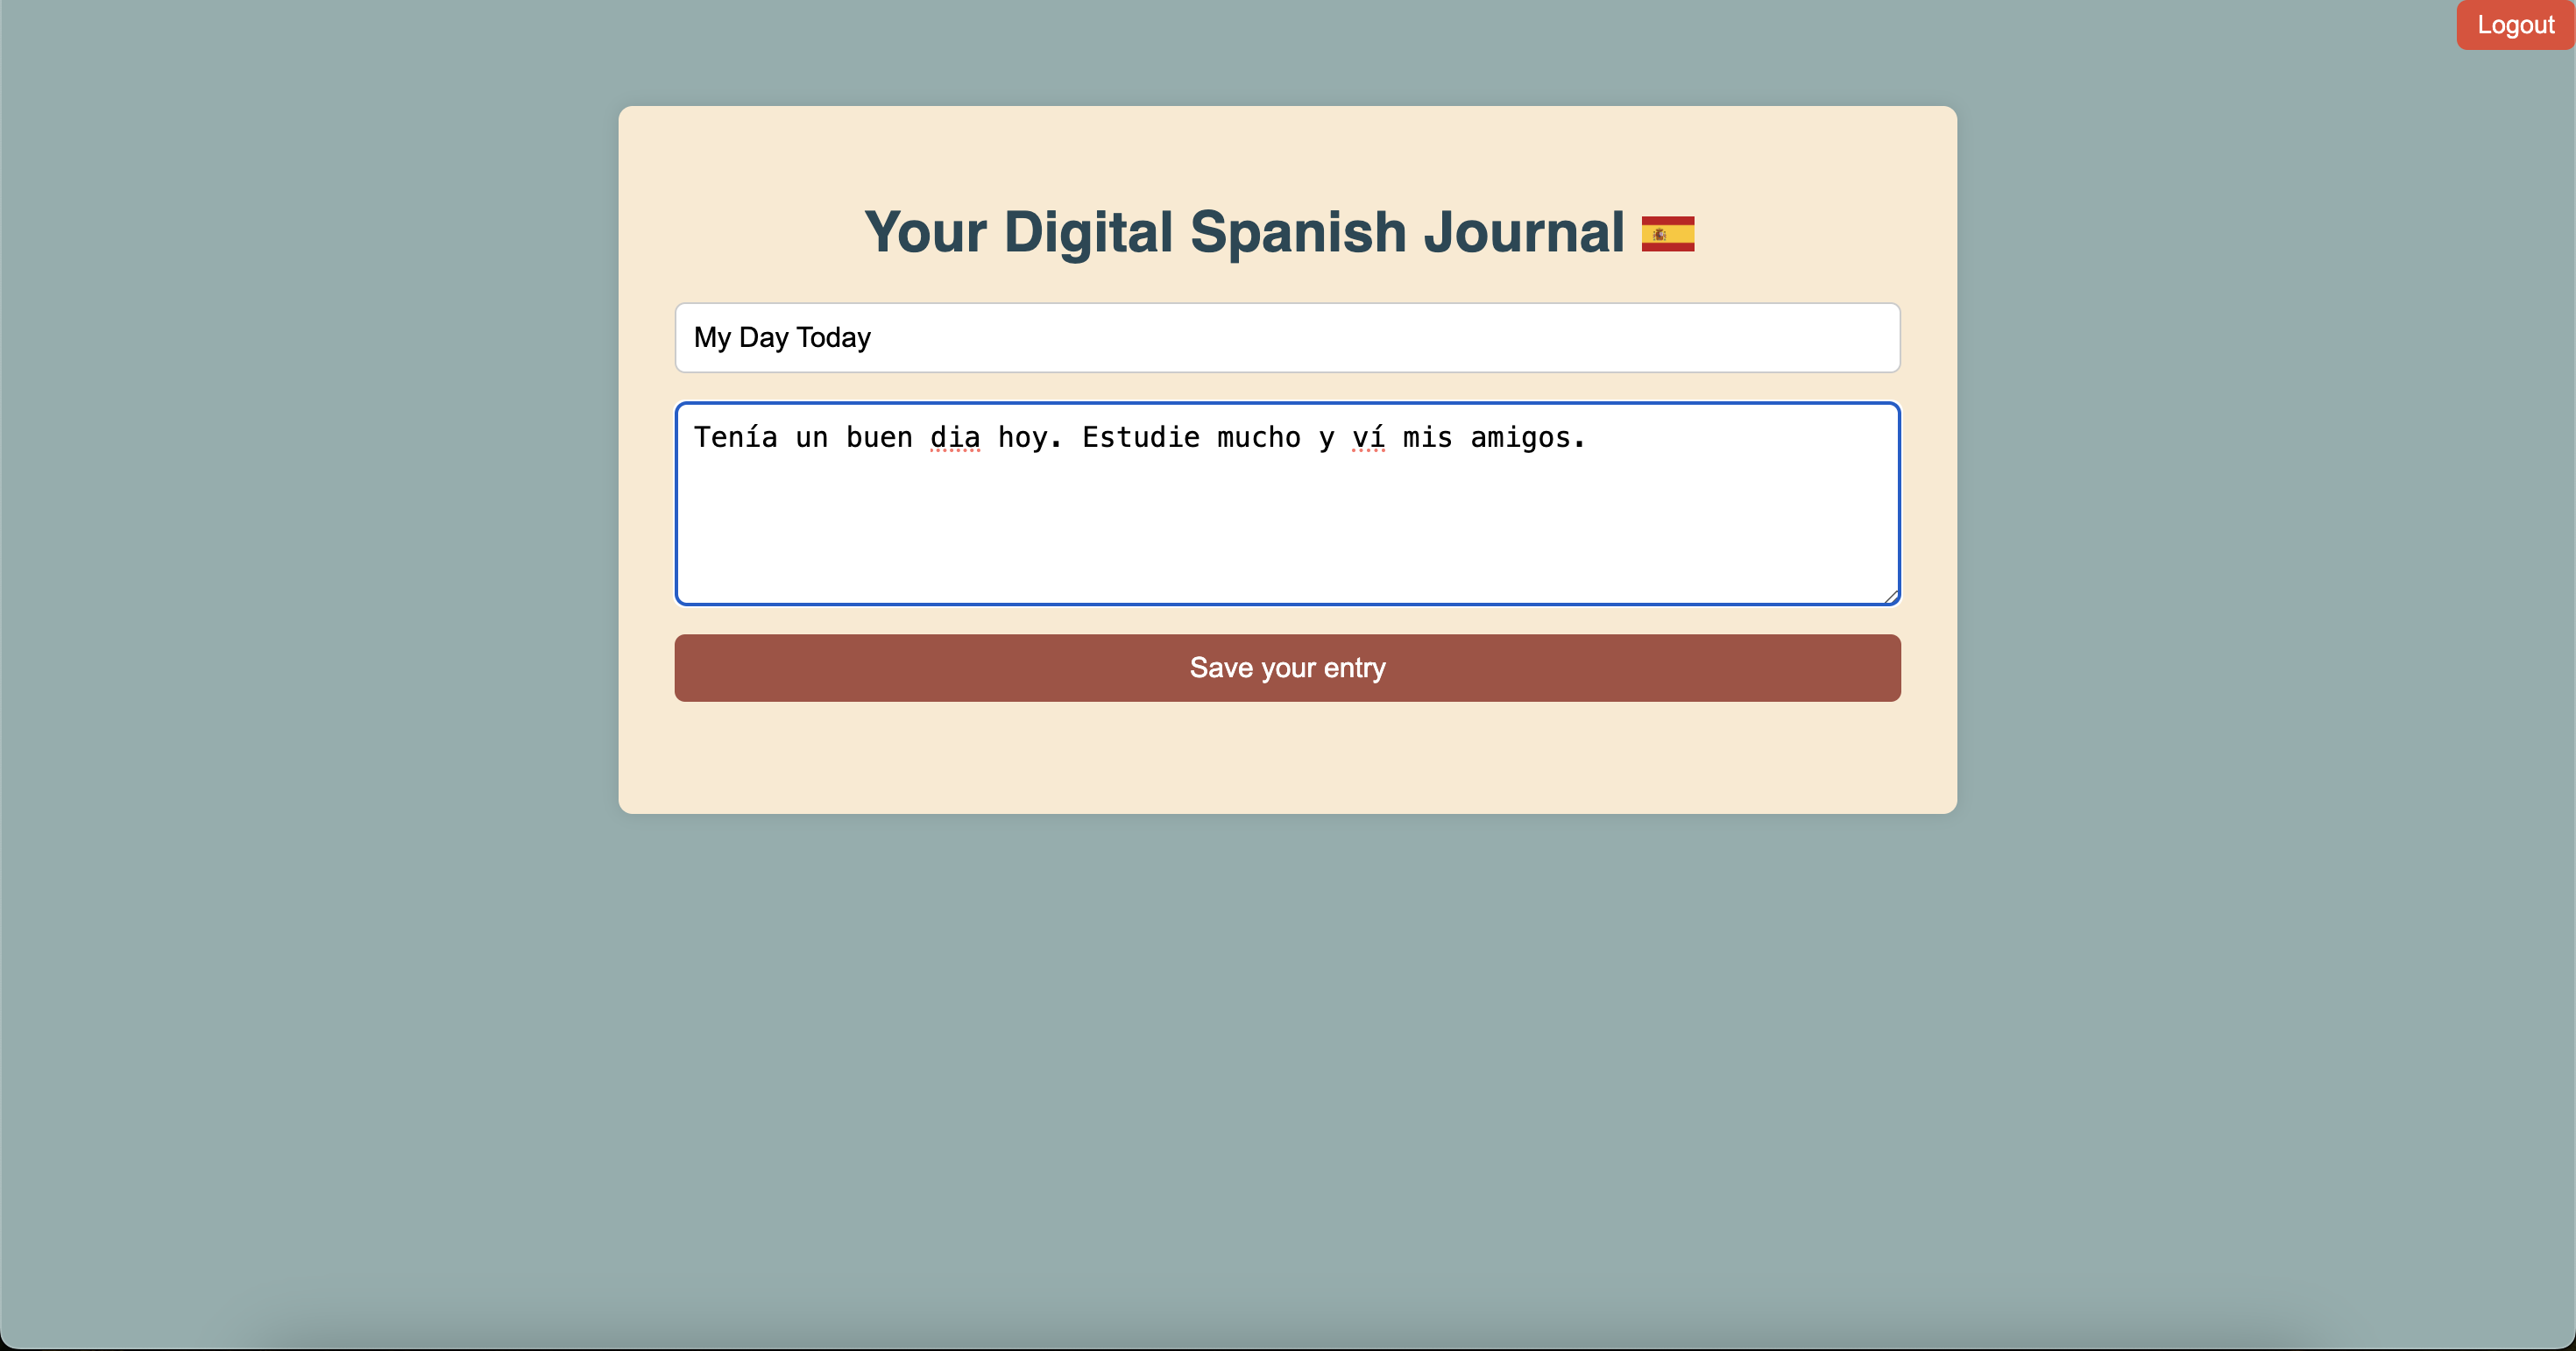 Logout
Your Digital Spanish Journal 🇪🇸
My Day Today
Tenía un buen dia hoy. Estudie mucho y ví mis amigos.
Save your entry